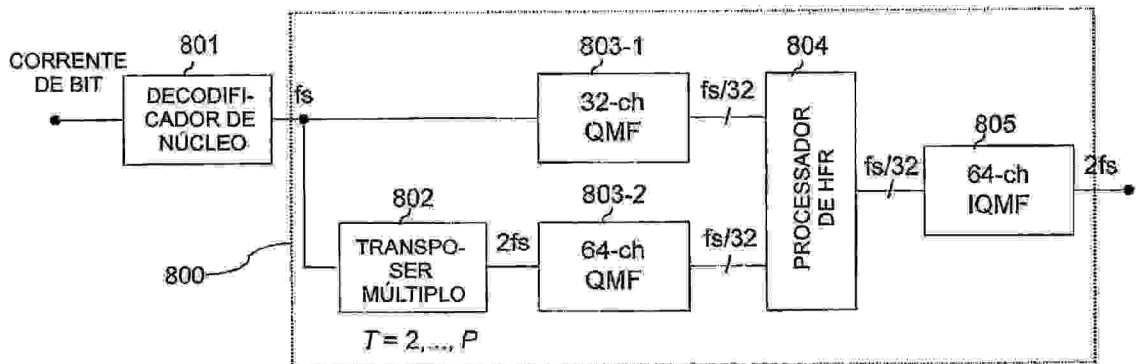 CORRENTE
DE BIT
801
DECODIFI-
CADOR DE
NÚCLEO
fs
803-1
32-ch
QMF
fs/32
804
PROCESSADOR
DE HFR
fs/32
805
64-ch
IQMF
2fs
800
802
TRANSPO-
SER
MÚLTIPLO
T = 2, ..., P
2fs
803-2
64-ch
QMF
fs/32